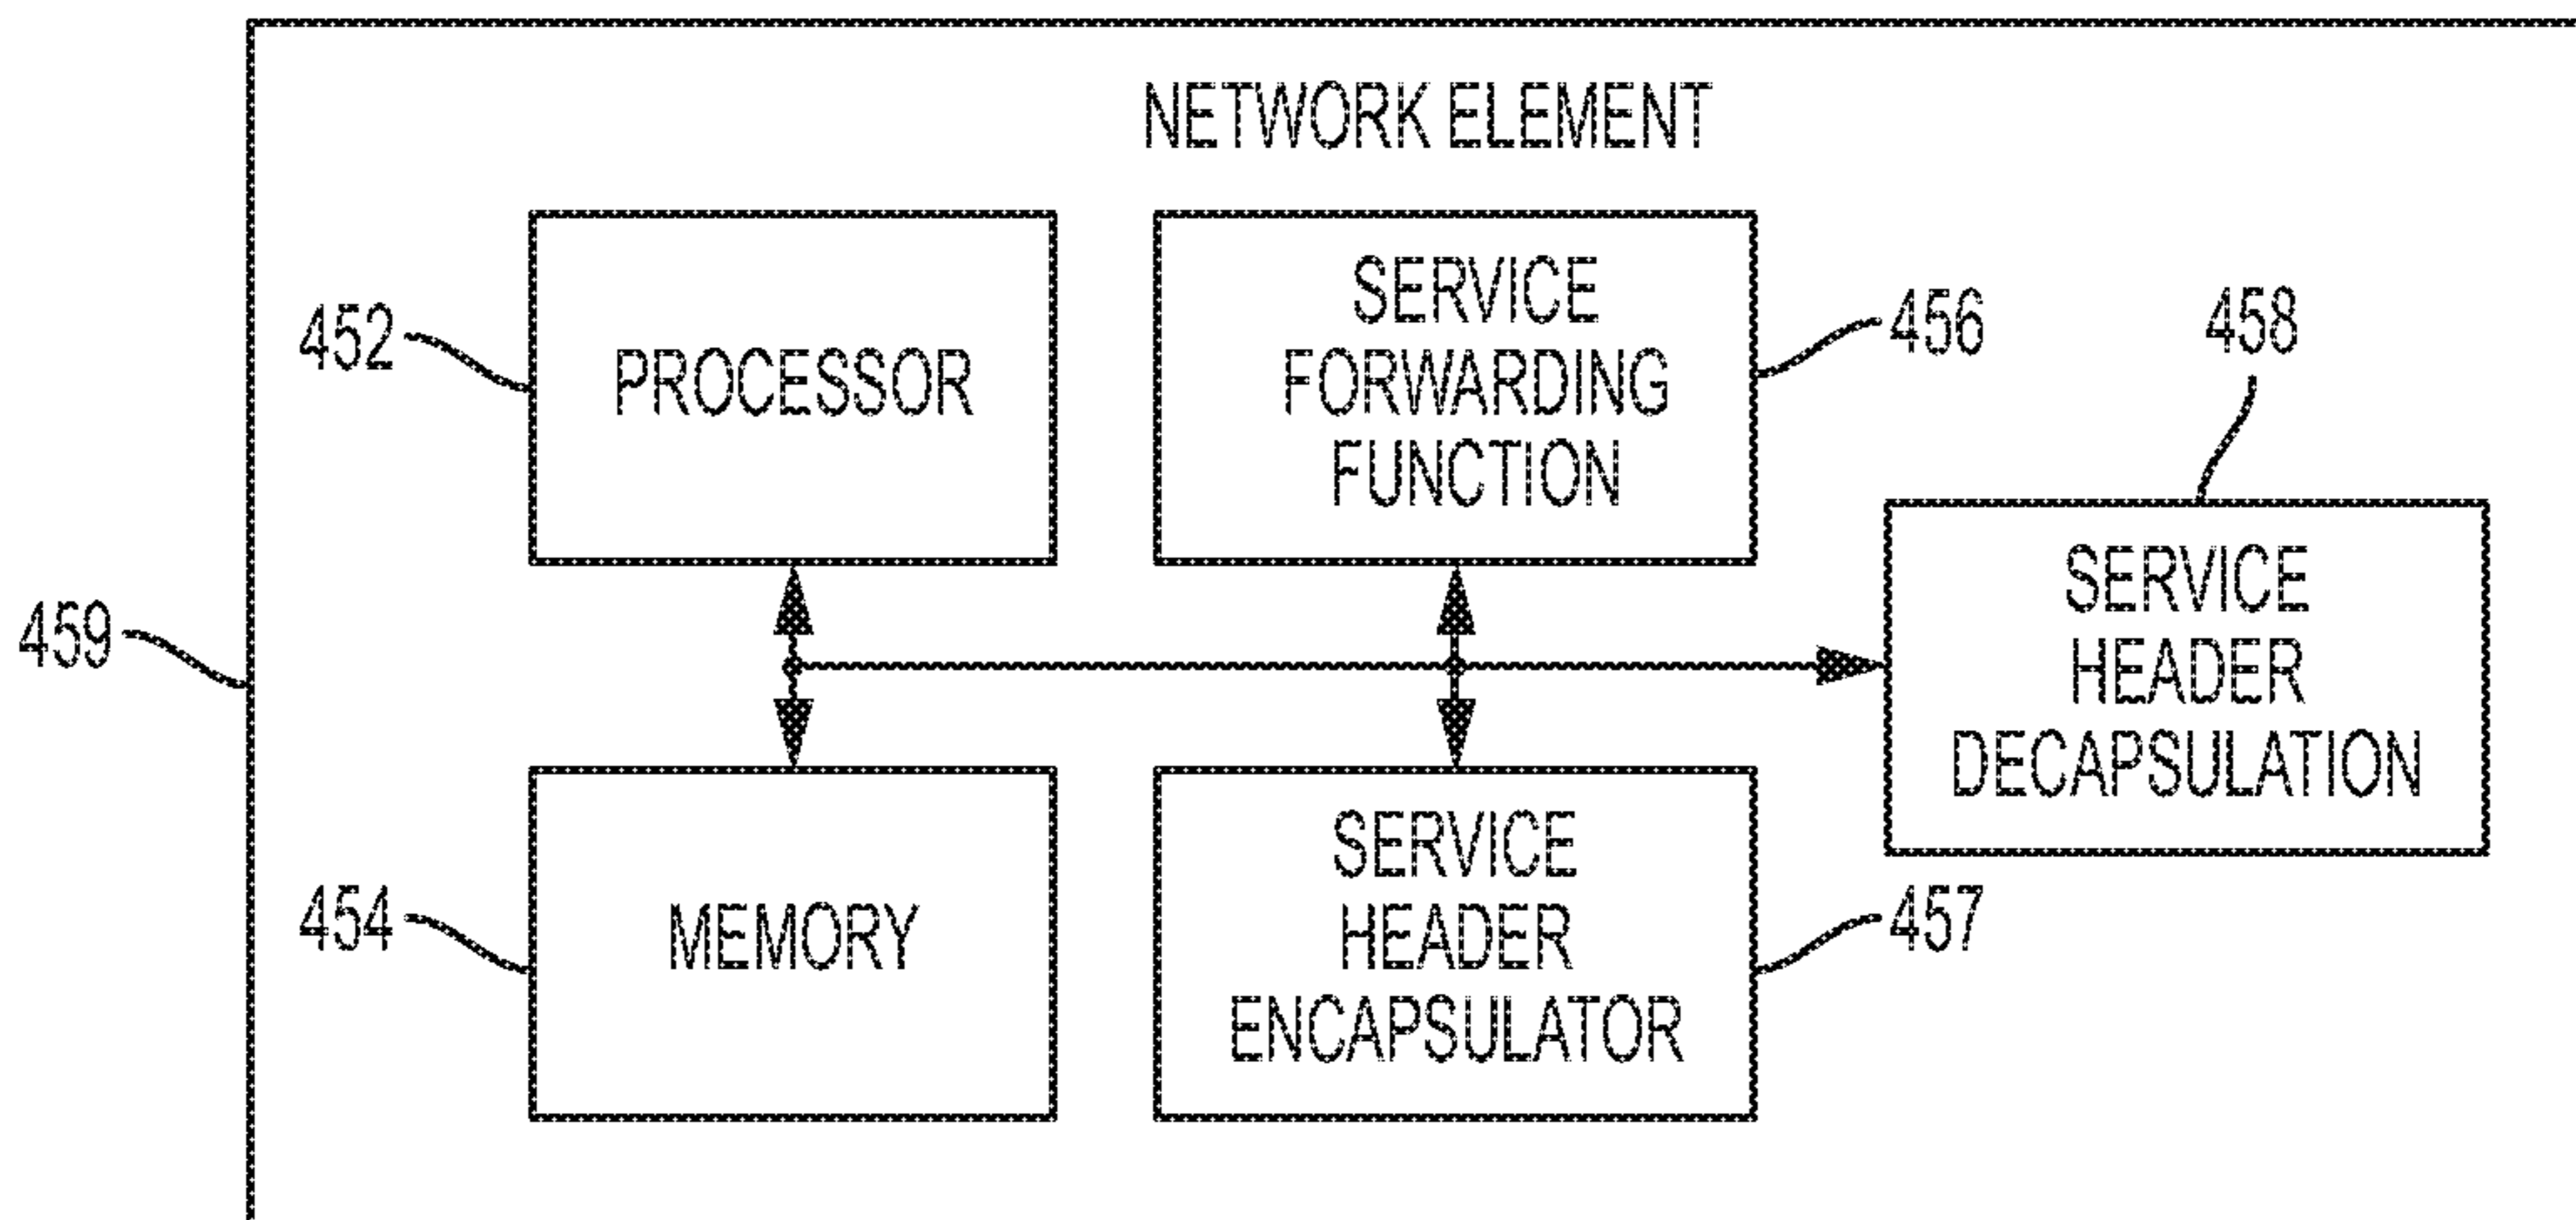 NETWORK ELEMENT
452
PROCESSOR
SERVICE
FORWARDING
FUNCTION
456
458
459
SERVICE
HEADER
DECAPSULATION
454
MEMORY
SERVICE
HEADER
ENCAPSULATOR
457